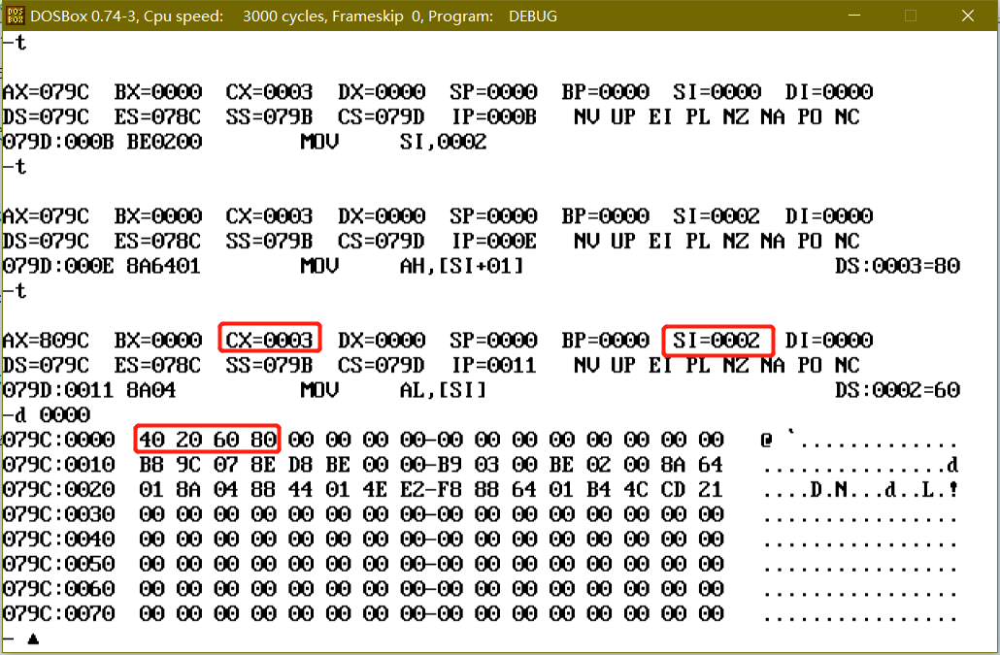 DOSBox 0.74-3, Cpu speed: 3000 cycles, Frameskip 0, Program: DEBUG
-t
AX=079C BX=0000 CX=0003 DX=0000 SP=0000 BP=0000 SI=0000 DI=0000
DS=079C ES=078C SS=079B CS=079D IP=000B NV UP EI PL NZ NA PO NC
079D:000B BE0200 MOV SI,0002
-t
AX=079C BX=0000 CX=0003 DX=0000 SP=0000 BP=0000 SI=0002 DI=0000
DS=079C ES=078C SS=079B CS=079D IP=000E NV UP EI PL NZ NA PO NC
079D:000E 8A6401 MOV AH,[SI+01] DS:0003=80
-t
AX=809C BX=0000 CX=0003 DX=0000 SP=0000 BP=0000 SI=0002 DI=0000
DS=079C ES=078C SS=079B CS=079D IP=0011 NV UP EI PL NZ NA PO NC
079D:0011 8A04 MOV AL,[SI] DS:0002=60
-d 0000
079C:0000 40 20 60 80 00 00 00 00-00 00 00 00 00 00 00 00 @ `.............
079C:0010 B8 9C 07 8E D8 BE 00 00-B9 03 00 BE 02 00 8A 64 ...............d
079C:0020 01 8A 04 88 44 01 4E E2-F8 88 64 01 B4 4C CD 21 ....D.N...d..L.!
079C:0030 00 00 00 00 00 00 00 00-00 00 00 00 00 00 00 00 ................
079C:0040 00 00 00 00 00 00 00 00-00 00 00 00 00 00 00 00 ................
079C:0050 00 00 00 00 00 00 00 00-00 00 00 00 00 00 00 00 ................
079C:0060 00 00 00 00 00 00 00 00-00 00 00 00 00 00 00 00 ................
079C:0070 00 00 00 00 00 00 00 00-00 00 00 00 00 00 00 00 ................
-